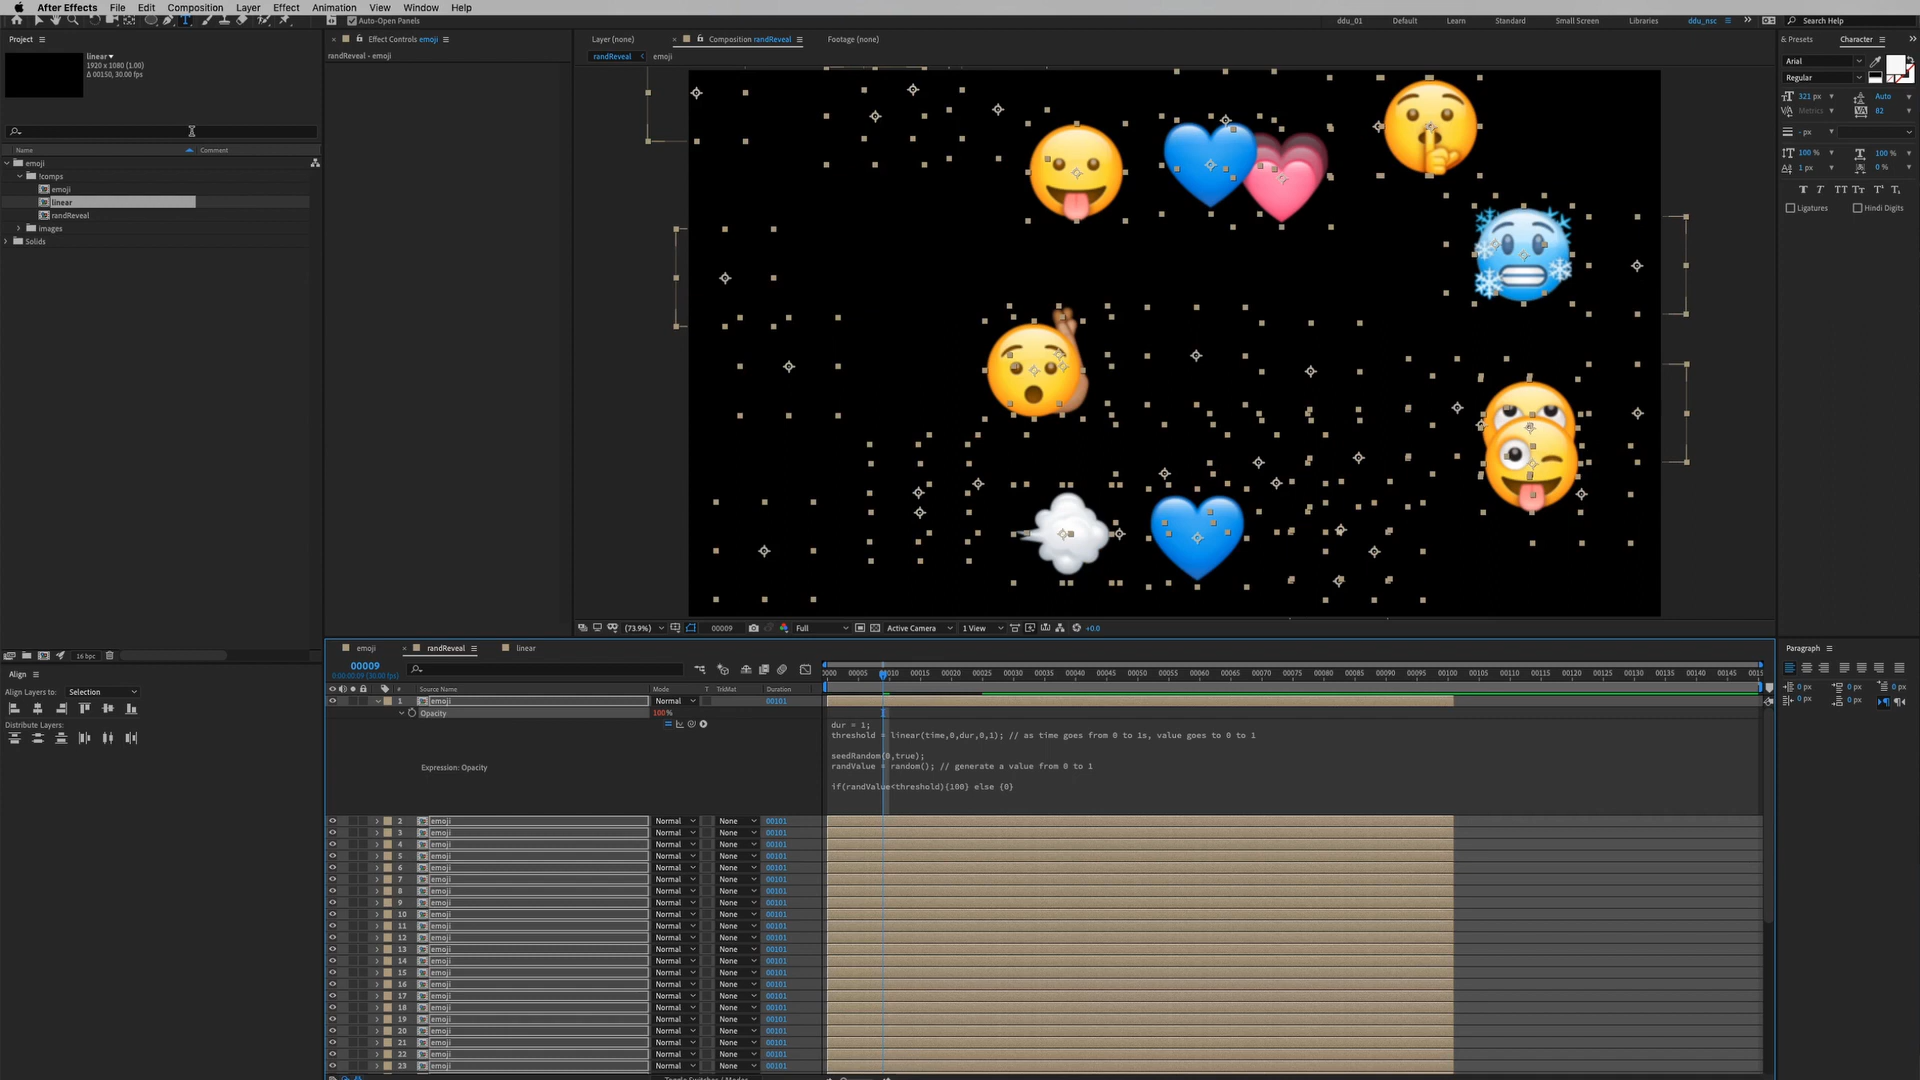 After Effects File Edit Composition Layer Effect Animation View Window Help
Auto-Open Panels
ddu_01 Default Learn Standard Small Screen Libraries ddu_nsc Search Help
Project
linear
1920 x 1080 (1.00)
Δ 00150, 30.00 fps
Name Comment
emoji
!comps
emoji
linear
randReveal
images
Solids
16 bpc
Effect Controls emoji
randReveal • emoji
Layer (none) Composition randReveal Footage (none)
randReveal emoji
(73.9%) 00009 Full Active Camera 1 View +0.0
& Presets Character
Arial
Regular
321 px Auto
Metrics 82
- px
100 % 100 %
1 px 0 %
Ligatures Hindi Digits
Align
Align Layers to: Selection
Distribute Layers:
emoji randReveal linear
00009
0:00:00:09 (30.00 fps)
00005 00010 00015 00020 00025 00030 00035 00040 00045 00050 00055 00060 00065 00070 00075 00080 00085 00090 00095 00100 00105 00110 00115 00120 00125 00130 00135 00140 00145 0015
# Source Name Mode T TrkMat Duration
1 emoji Normal 00101
Opacity 100%
Expression: Opacity
dur = 1;
threshold = linear(time,0,dur,0,1); // as time goes from 0 to 1s, value goes to 0 to 1
seedRandom(0,true);
randValue = random(); // generate a value from 0 to 1
if(randValue<threshold){100} else {0}
2 emoji Normal None 00101
3 emoji Normal None 00101
4 emoji Normal None 00101
5 emoji Normal None 00101
6 emoji Normal None 00101
7 emoji Normal None 00101
8 emoji Normal None 00101
9 emoji Normal None 00101
10 emoji Normal None 00101
11 emoji Normal None 00101
12 emoji Normal None 00101
13 emoji Normal None 00101
14 emoji Normal None 00101
15 emoji Normal None 00101
16 emoji Normal None 00101
17 emoji Normal None 00101
18 emoji Normal None 00101
19 emoji Normal None 00101
20 emoji Normal None 00101
21 emoji Normal None 00101
22 emoji Normal None 00101
23 emoji Normal None 00101
Paragraph
0 px 0 px 0 px
0 px 0 px